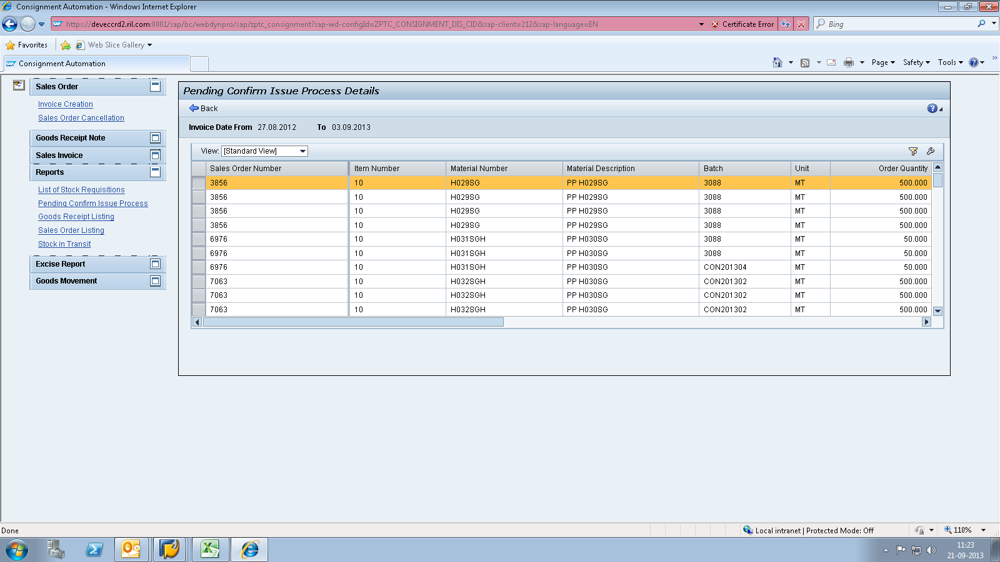 Consignment Automation - Windows Internet Explorer
https://deveccrd2.ril.com:8001/sap/bc/webdynpro/sap/zptc_consignment?sap-wd-configId=ZPTC_CONSIGNMENT_DIS_CID&sap-client=212&sap-language=EN Certificate Error Bing
Favorites Web Slice Gallery
SAP Consignment Automation Page Safety Tools »
Sales Order
Invoice Creation
Sales Order Cancellation
Goods Receipt Note
Sales Invoice
Reports
List of Stock Requisitions
Pending Confirm Issue Process
Goods Receipt Listing
Sales Order Listing
Stock in Transit
Excise Report
Goods Movement
Pending Confirm Issue Process Details
Back
Invoice Date From 27.08.2012 To 03.09.2013
View: [Standard View]
Sales Order Number Item Number Material Number Material Description Batch Unit Order Quantity
3856 10 H029SG PP H029SG 3088 MT 500.000
3856 10 H029SG PP H029SG 3088 MT 500.000
3856 10 H029SG PP H029SG 3088 MT 500.000
3856 10 H029SG PP H029SG 3088 MT 500.000
6976 10 H031SGH PP H030SG 3088 MT 50.000
6976 10 H031SGH PP H030SG 3088 MT 50.000
6976 10 H031SGH PP H030SG CON201304 MT 50.000
7063 10 H032SGH PP H030SG CON201302 MT 500.000
7063 10 H032SGH PP H030SG CON201302 MT 500.000
7063 10 H032SGH PP H030SG CON201302 MT 500.000
Done Local intranet | Protected Mode: Off 110%
11:23
21-09-2013